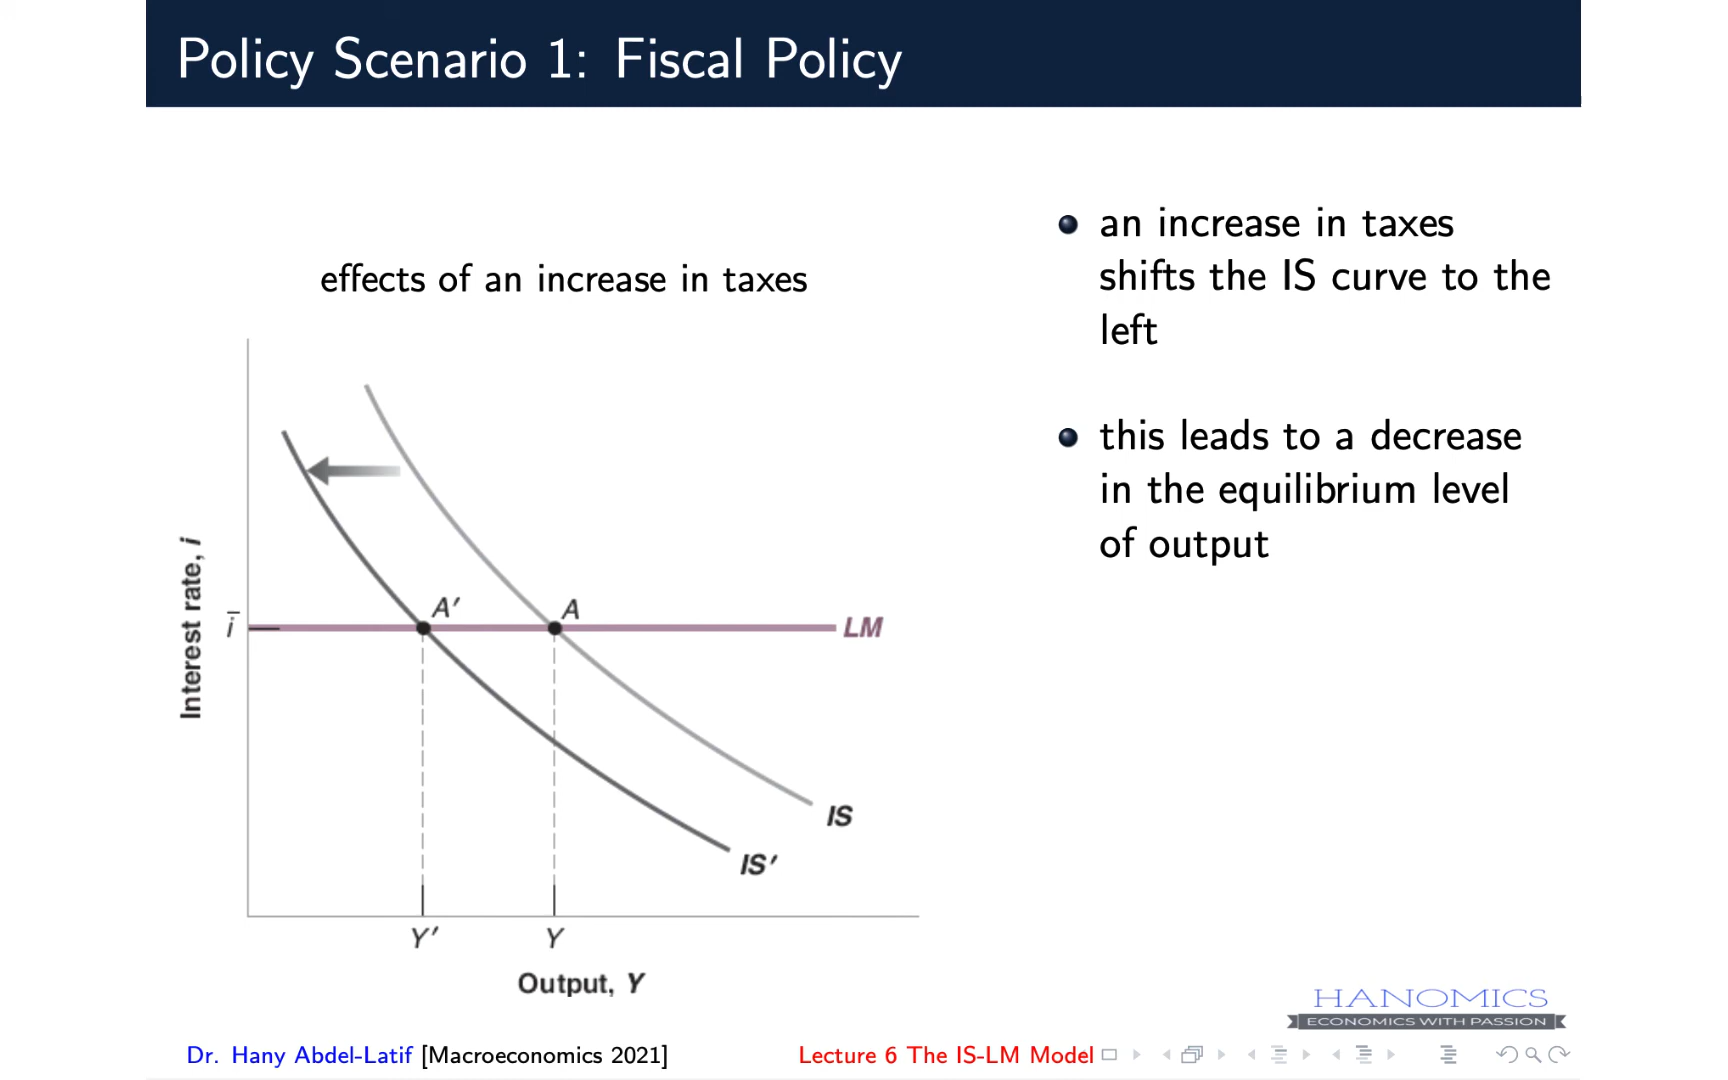 Policy Scenario 1: Fiscal Policy
effects of an increase in taxes
Interest rate, i
i̅
A′
A
LM
IS
IS′
Y′
Y
Output, Y
• an increase in taxes
shifts the IS curve to the
left
• this leads to a decrease
in the equilibrium level
of output
HANOMICS
ECONOMICS WITH PASSION
Dr. Hany Abdel-Latif [Macroeconomics 2021]
Lecture 6 The IS-LM Model